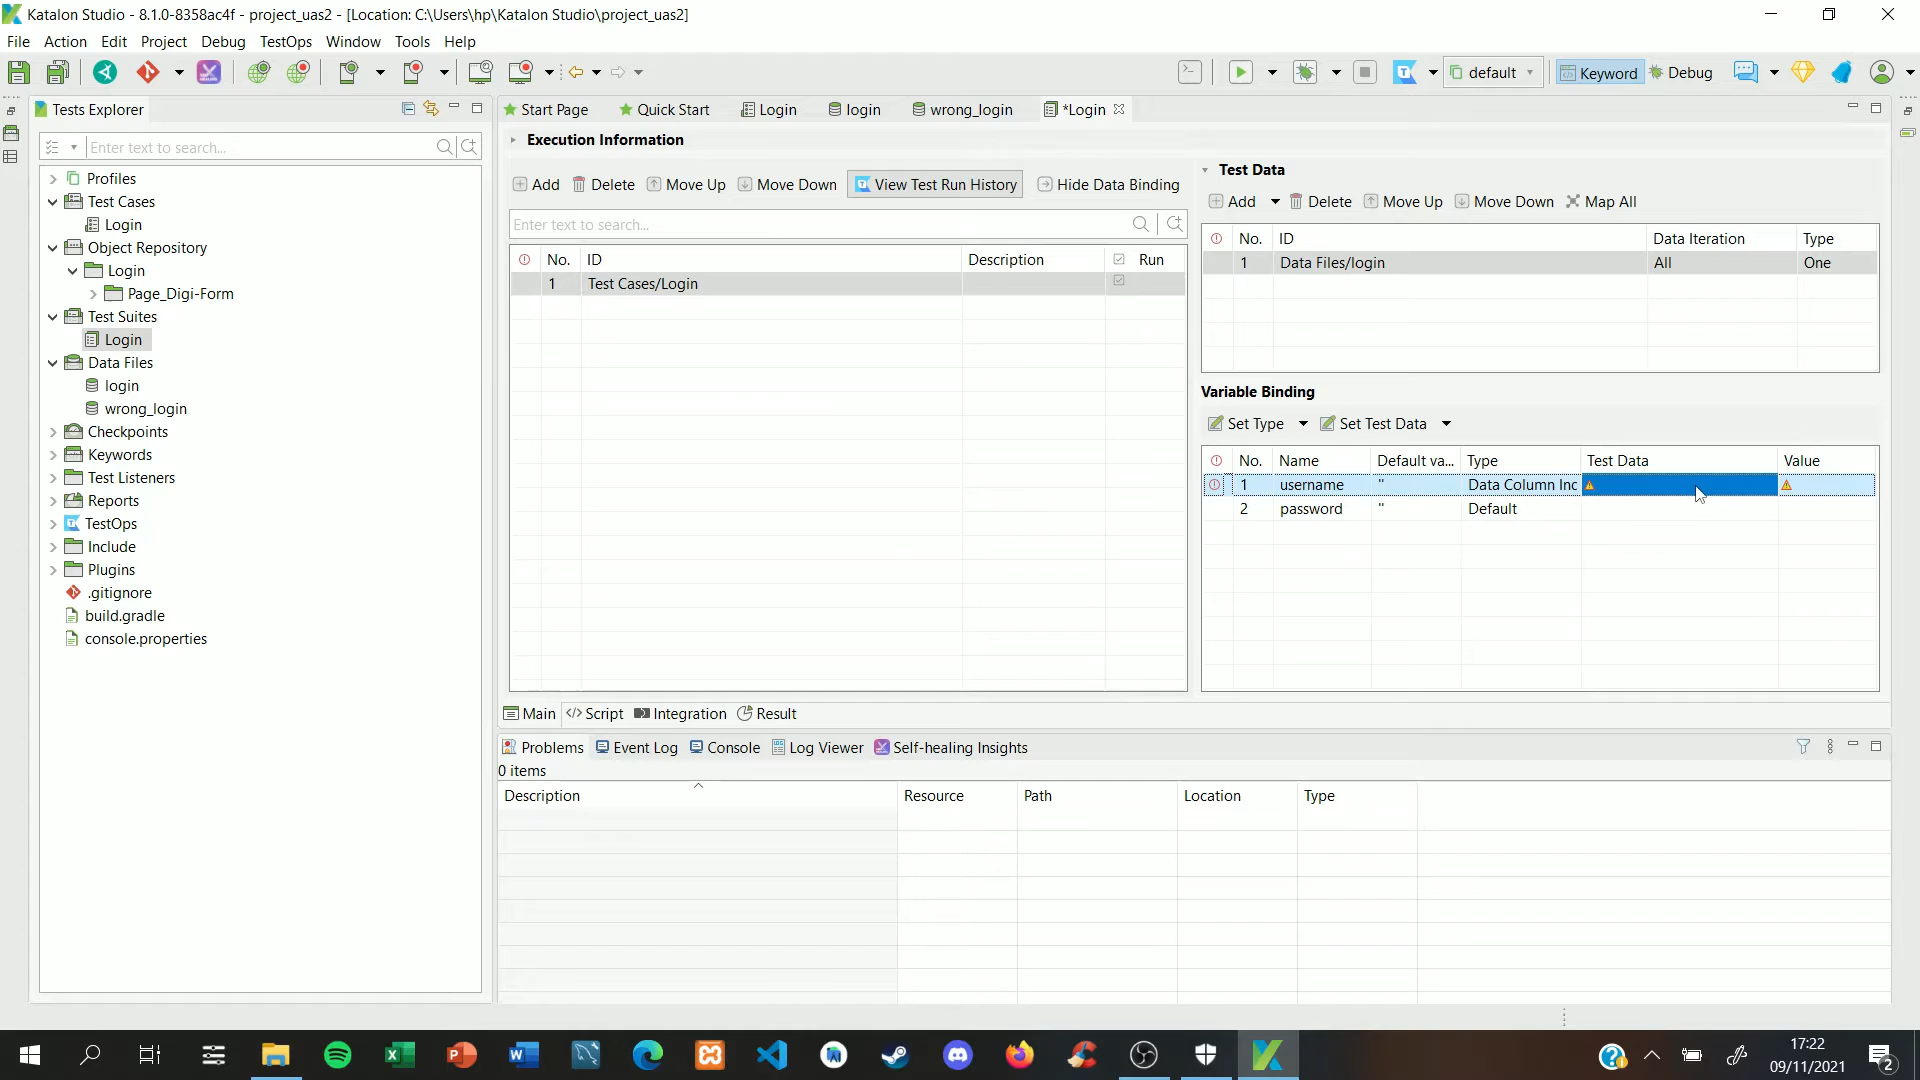 Katalon Studio - 8.1.0-8358ac4f - project_uas2 - [Location: C:\Users\hp\Katalon Studio\project_uas2]
File Action Edit Project Debug TestOps Window Tools Help
default Keyword Debug
Tests Explorer
Enter text to search...
Profiles
Test Cases
Login
Object Repository
Login
Page_Digi-Form
Test Suites
Login
Data Files
login
wrong_login
Checkpoints
Keywords
Test Listeners
Reports
TestOps
Include
Plugins
.gitignore
build.gradle
console.properties
Start Page Quick Start Login login wrong_login *Login
Execution Information
Add Delete Move Up Move Down View Test Run History Hide Data Binding
Enter text to search...
No. ID Description Run
1 Test Cases/Login
Test Data
Add Delete Move Up Move Down Map All
No. ID Data Iteration Type
1 Data Files/login All One
Variable Binding
Set Type Set Test Data
No. Name Default va... Type Test Data Value
1 username '' Data Column Inc
2 password '' Default
Main Script Integration Result
Problems Event Log Console Log Viewer Self-healing Insights
0 items
Description Resource Path Location Type
17:22
09/11/2021
2